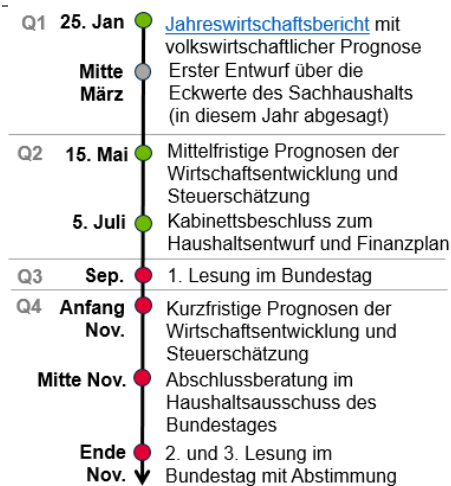 Q1 25. Jan Jahreswirtschaftsbericht mit
volkswirtschaftlicher Prognose
Mitte Erster Entwurf über die
März Eckwerte des Sachhaushalts
(in diesem Jahr abgesagt)
Q2 15. Mai Mittelfristige Prognosen der
Wirtschaftsentwicklung und
Steuerschätzung
5. Juli Kabinettsbeschluss zum
Haushaltsentwurf und Finanzplan
Q3 Sep. 1. Lesung im Bundestag
Q4 Anfang Kurzfristige Prognosen der
Nov. Wirtschaftsentwicklung und
Steuerschätzung
Mitte Nov. Abschlussberatung im
Haushaltsausschuss des
Bundestages
Ende 2. und 3. Lesung im
Nov. Bundestag mit Abstimmung